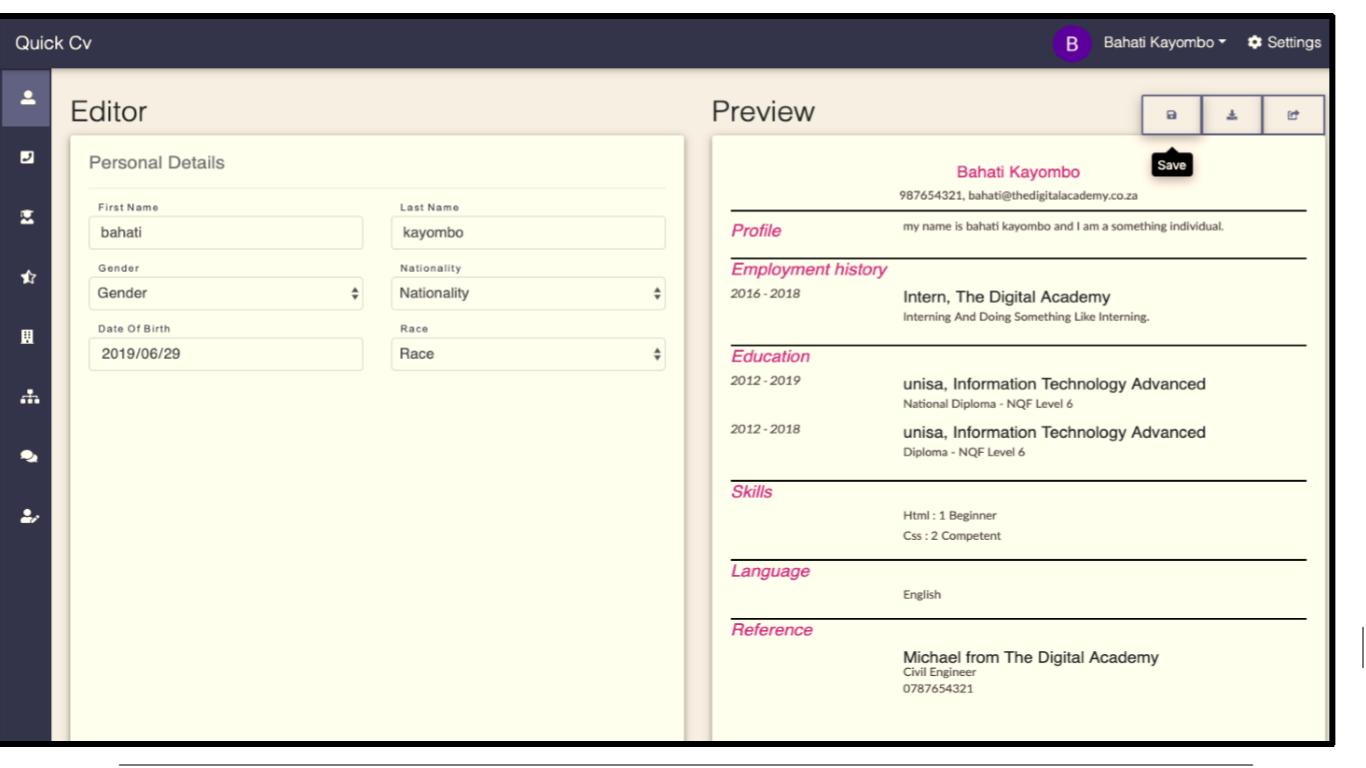 Quick Cv
B Bahati Kayombo Settings
Editor
Personal Details
First Name Last Name
bahati kayombo
Gender Nationality
Gender Nationality
Date Of Birth Race
2019/06/29 Race
Preview
Save
Bahati Kayombo
987654321, bahati@thedigitalacademy.co.za
Profile my name is bahati kayombo and I am a something individual.
Employment history
2016 - 2018 Intern, The Digital Academy
Interning And Doing Something Like Interning.
Education
2012 - 2019 unisa, Information Technology Advanced
National Diploma - NQF Level 6
2012 - 2018 unisa, Information Technology Advanced
Diploma - NQF Level 6
Skills
Html : 1 Beginner
Css : 2 Competent
Language
English
Reference
Michael from The Digital Academy
Civil Engineer
0787654321